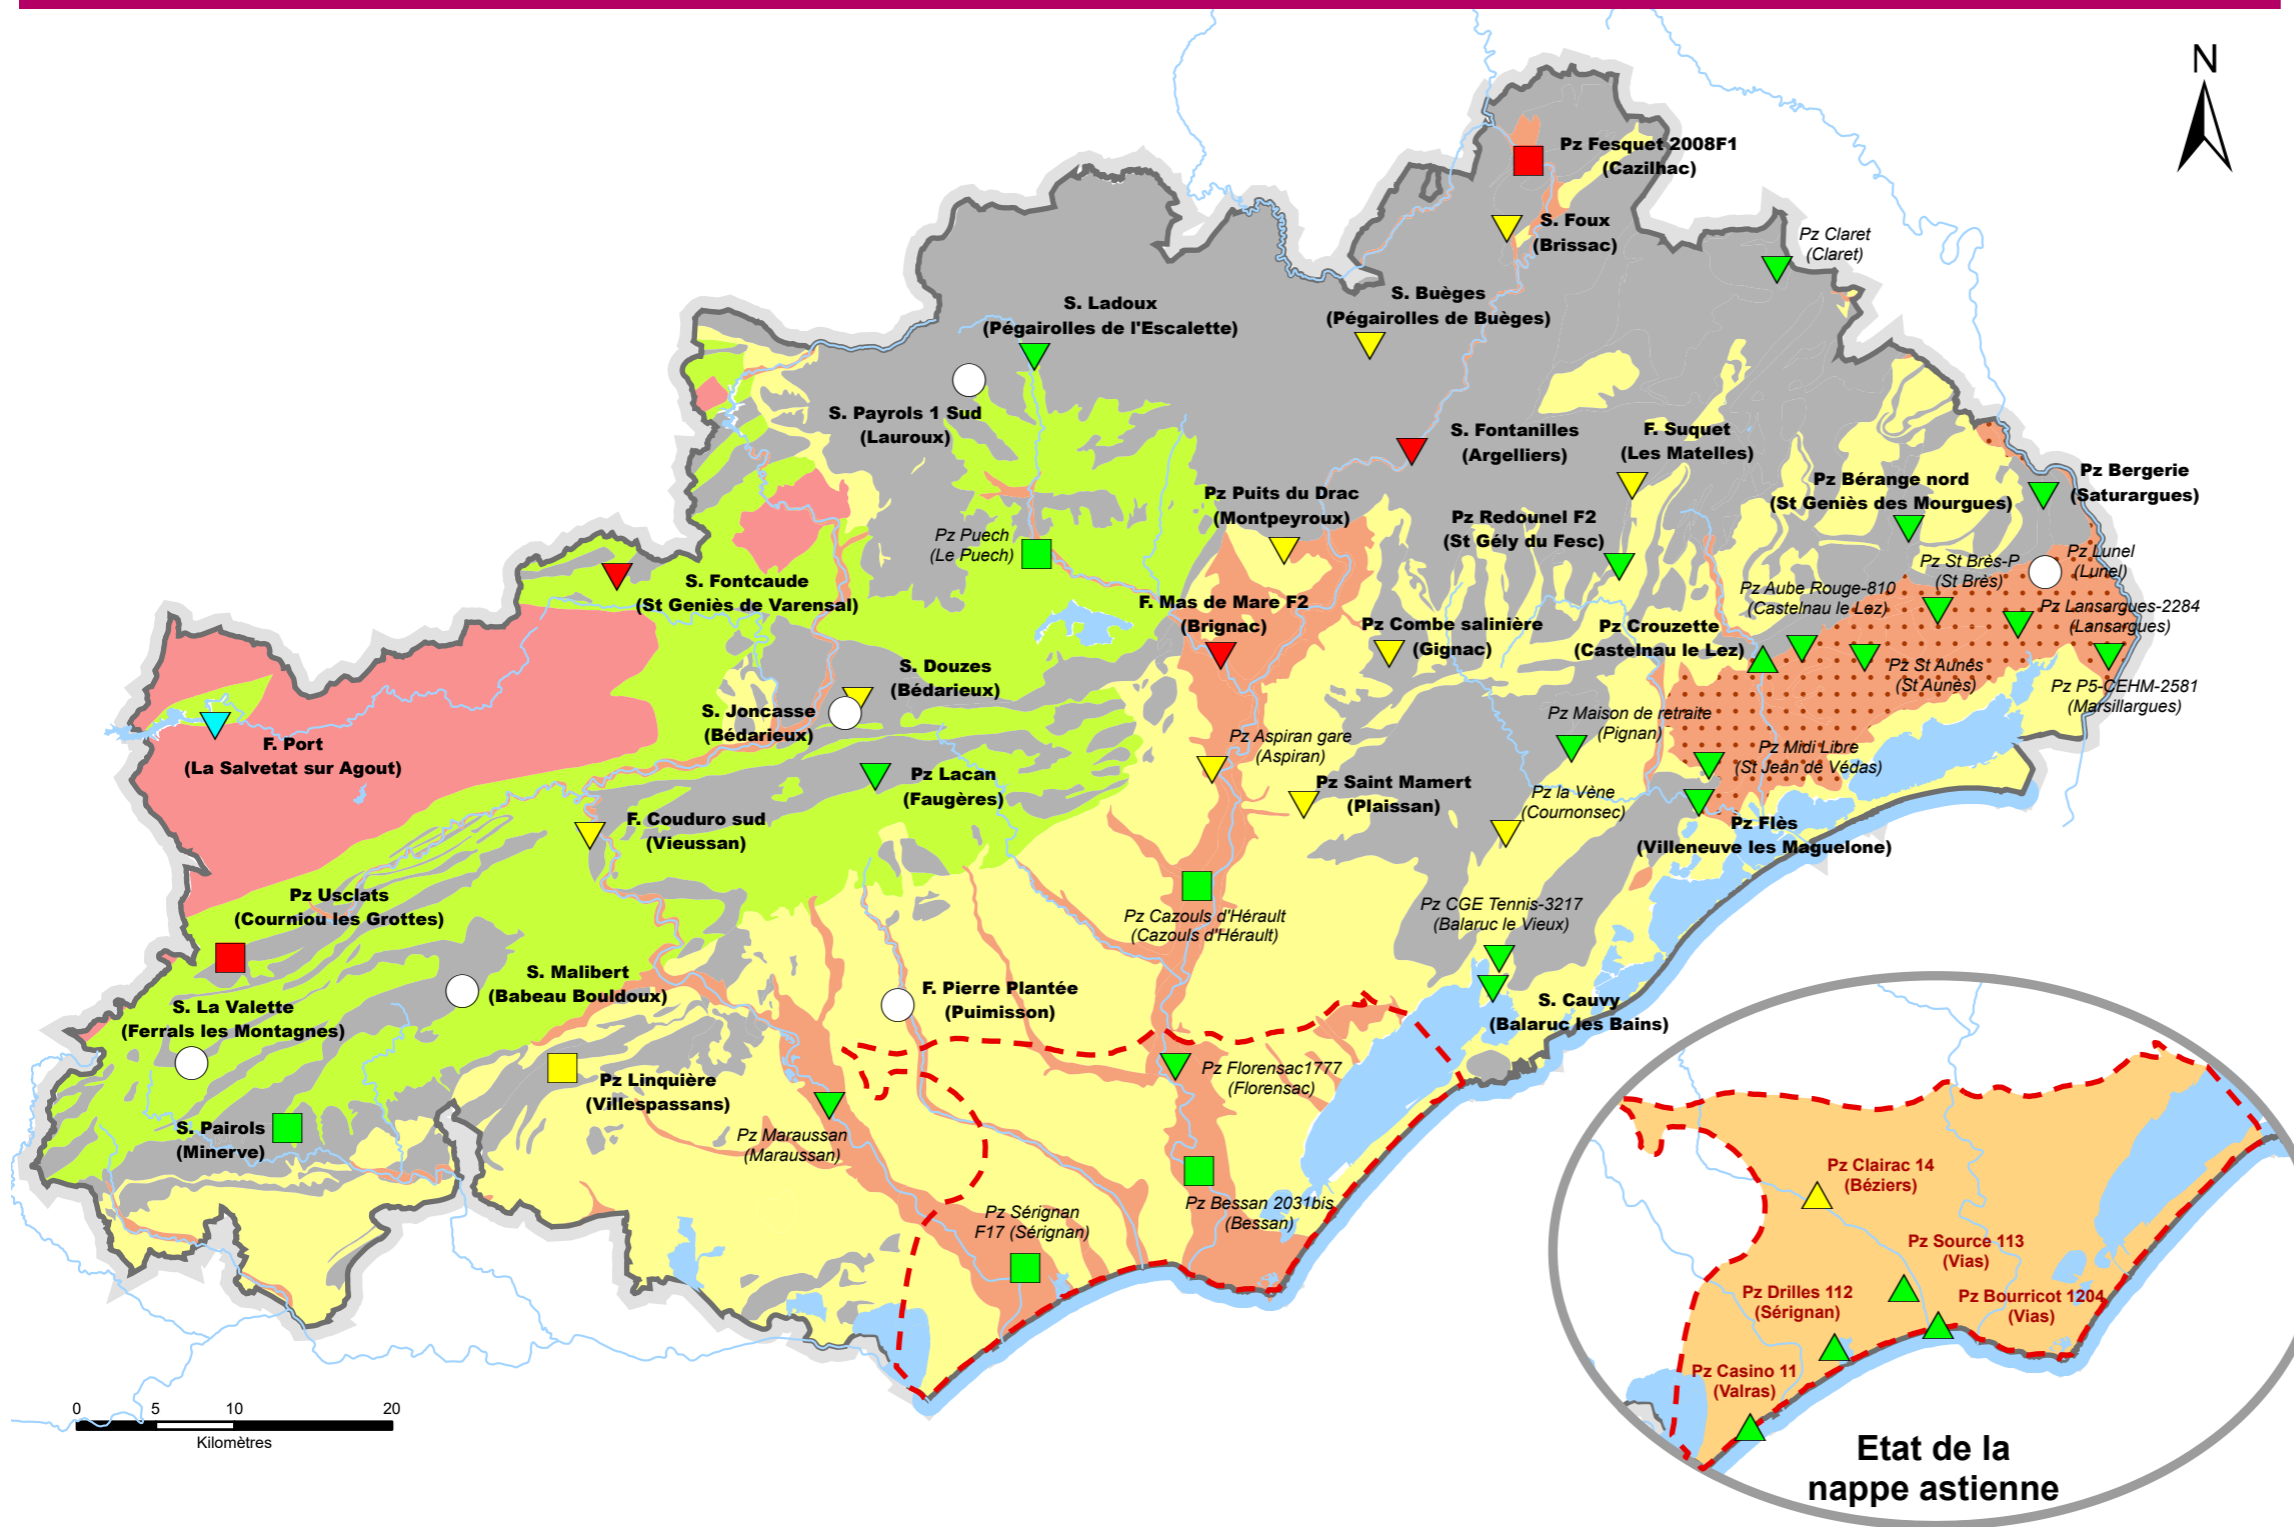 N
Pz Fesquet 2008F1
(Cazilhac)
S. Foux
(Brissac)
Pz Claret
(Claret)
S. Ladoux
(Pégairolles de l'Escalette)
S. Buèges
(Pégairolles de Buèges)
S. Payrols 1 Sud
(Lauroux)
S. Fontanilles
(Argelliers)
F. Suquet
(Les Matelles)
Pz Bérange nord
(St Geniès des Mourgues)
Pz Bergerie
(Saturargues)
Pz Puits du Drac
(Montpeyroux)
Pz Redounel F2
(St Gély du Fesc)
Pz Puech
(Le Puech)
Pz St Brès-P
(St Brès)
Pz Lunel
(Lunel)
S. Fontcaude
(St Geniès de Varensal)
F. Mas de Mare F2
(Brignac)
Pz Combe salinière
(Gignac)
Pz Crouzette
(Castelnau le Lez)
Pz Aube Rouge-810
(Castelnau le Lez)
Pz Lansargues-2284
(Lansargues)
S. Douzes
(Bédarieux)
Pz St Aunès
(St Aunès)
Pz P5-CEHM-2581
(Marsillargues)
S. Joncasse
(Bédarieux)
Pz Maison de retraite
(Pignan)
F. Port
(La Salvetat sur Agout)
Pz Aspiran gare
(Aspiran)
Pz Midi Libre
(St Jean de Védas)
Pz Lacan
(Faugères)
Pz Saint Mamert
(Plaissan)
Pz la Vène
(Cournonsec)
F. Couduro sud
(Vieussan)
Pz Flès
(Villeneuve les Maguelone)
Pz Usclats
(Courniou les Grottes)
Pz Cazouls d'Hérault
(Cazouls d'Hérault)
Pz CGE Tennis-3217
(Balaruc le Vieux)
S. Malibert
(Babeau Bouldoux)
F. Pierre Plantée
(Puimisson)
S. La Valette
(Ferrals les Montagnes)
S. Cauvy
(Balaruc les Bains)
Pz Linquière
(Villespassans)
Pz Florensac1777
(Florensac)
S. Pairols
(Minerve)
Pz Maraussan
(Maraussan)
Pz Sérignan
F17 (Sérignan)
Pz Bessan 2031bis
(Bessan)
Pz Clairac 14
(Béziers)
Pz Source 113
(Vias)
Pz Drilles 112
(Sérignan)
Pz Bourricot 1204
(Vias)
Pz Casino 11
(Valras)
0 5 10 20
Kilomètres
Etat de la
nappe astienne